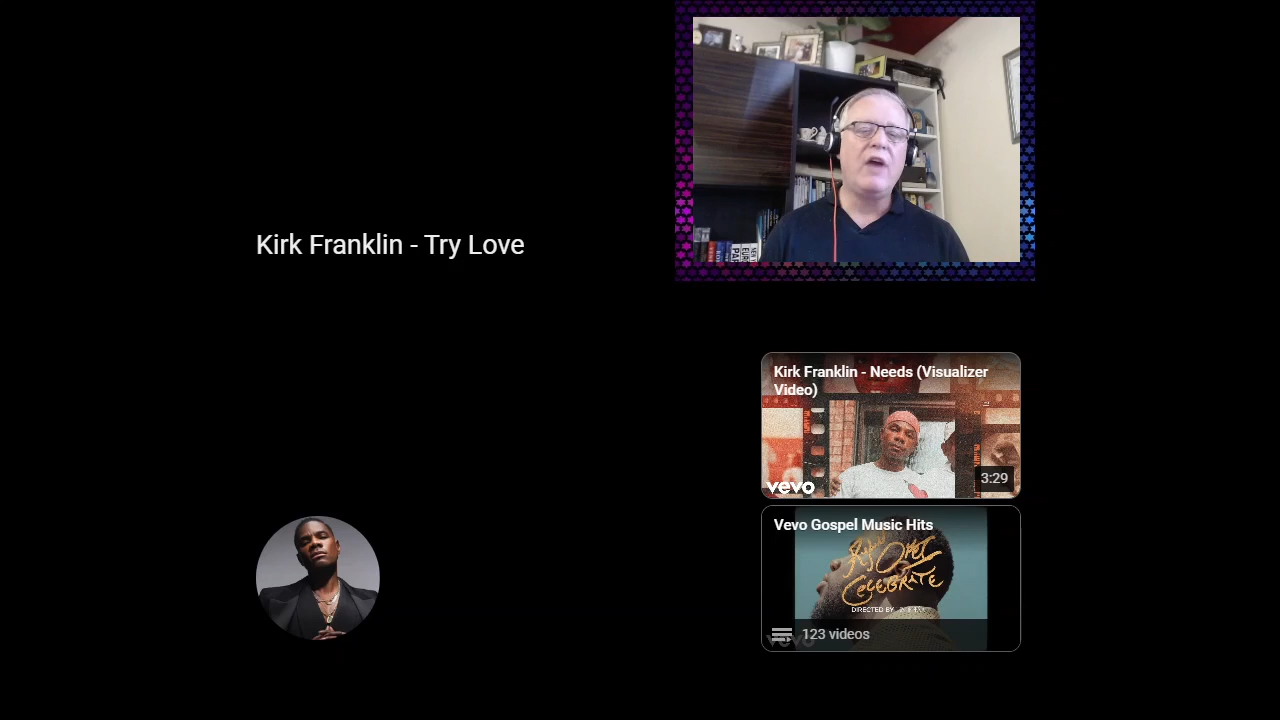 Kirk Franklin - Try Love
Kirk Franklin - Needs (Visualizer
Video)
vevo
3:29
Vevo Gospel Music Hits
CELEBRATE
DIRECTED BY
123 videos
vevo